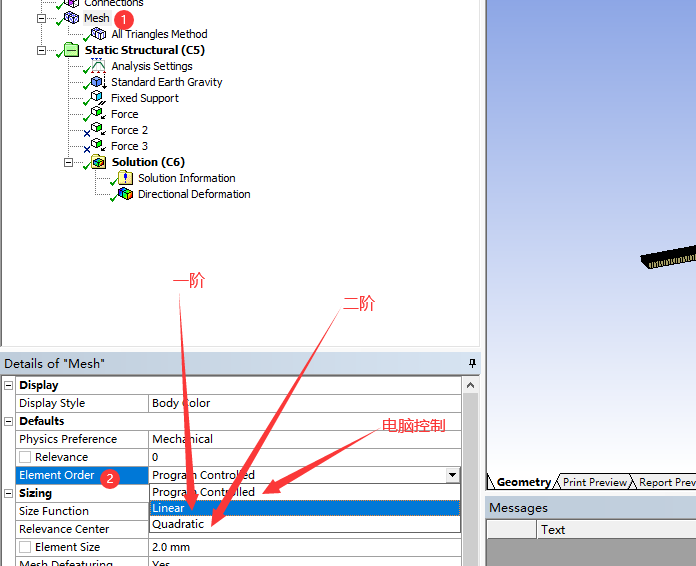 Connections
Mesh
1
All Triangles Method
Static Structural (C5)
Analysis Settings
Standard Earth Gravity
Fixed Support
Force
Force 2
Force 3
Solution (C6)
Solution Information
Directional Deformation
一阶
二阶
电脑控制
Details of "Mesh"
Display
Display Style Body Color
Defaults
Physics Preference Mechanical
Relevance 0
Element Order 2 Program Controlled
Program Controlled
Sizing
Linear
Size Function
Quadratic
Relevance Center
Element Size 2.0 mm
Mesh Defeaturing Yes
Geometry Print Preview Report Prev
Messages
Text